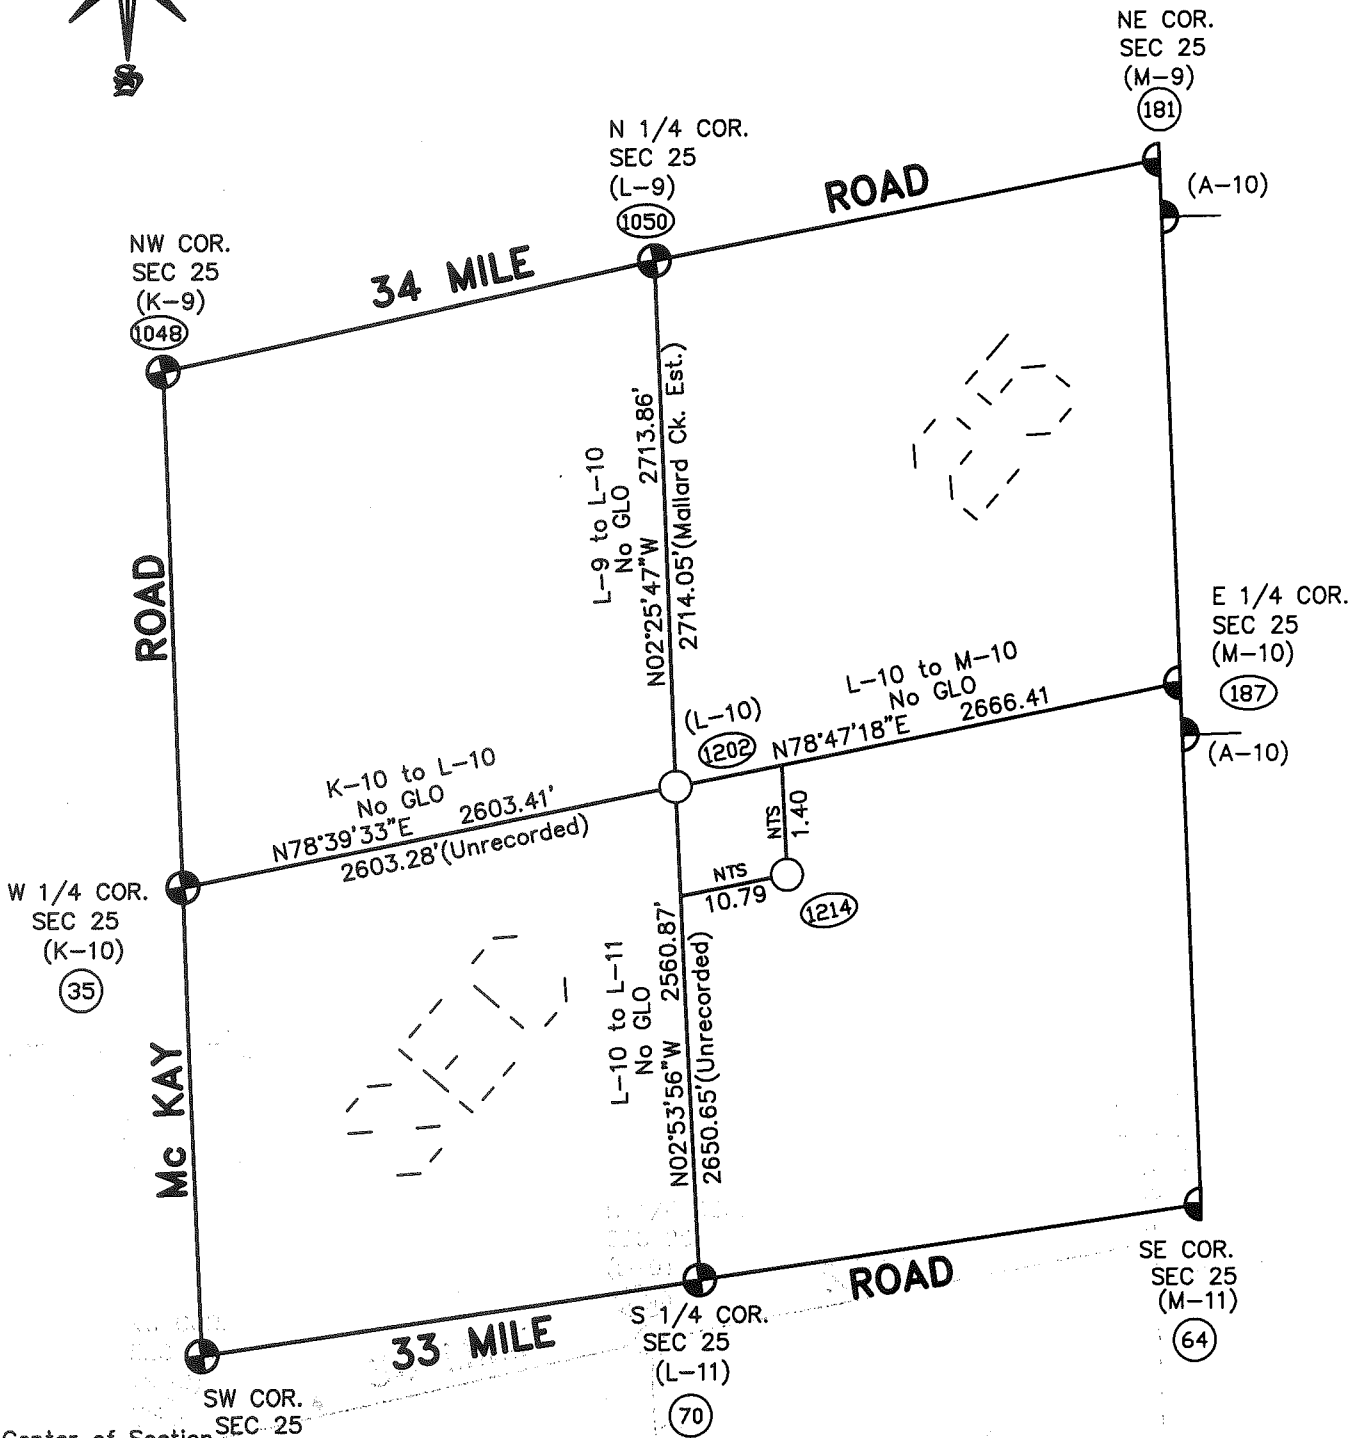 S
NE COR.
SEC 25
(M-9)
181
(A-10)
N 1/4 COR.
SEC 25
(L-9)
1050
ROAD
34 MILE
NW COR.
SEC 25
(K-9)
1048
L-9 to L-10
No GLO
N02°25'47"W 2713.86'
2714.05'(Mallard Ck. Est.)
ROAD
E 1/4 COR.
SEC 25
(M-10)
187
(A-10)
L-10 to M-10
No GLO
N78°47'18"E 2666.41
(L-10)
1202
K-10 to L-10
No GLO
N78°39'33"E 2603.41'
2603.28'(Unrecorded)
NTS
1.40
NTS
10.79
1214
W 1/4 COR.
SEC 25
(K-10)
35
L-10 to L-11
No GLO
N02°53'56"W 2560.87'
2650.65'(Unrecorded)
Mc KAY
ROAD
33 MILE
SE COR.
SEC 25
(M-11)
64
S 1/4 COR.
SEC 25
(L-11)
70
SW COR.
SEC 25
Center of Section